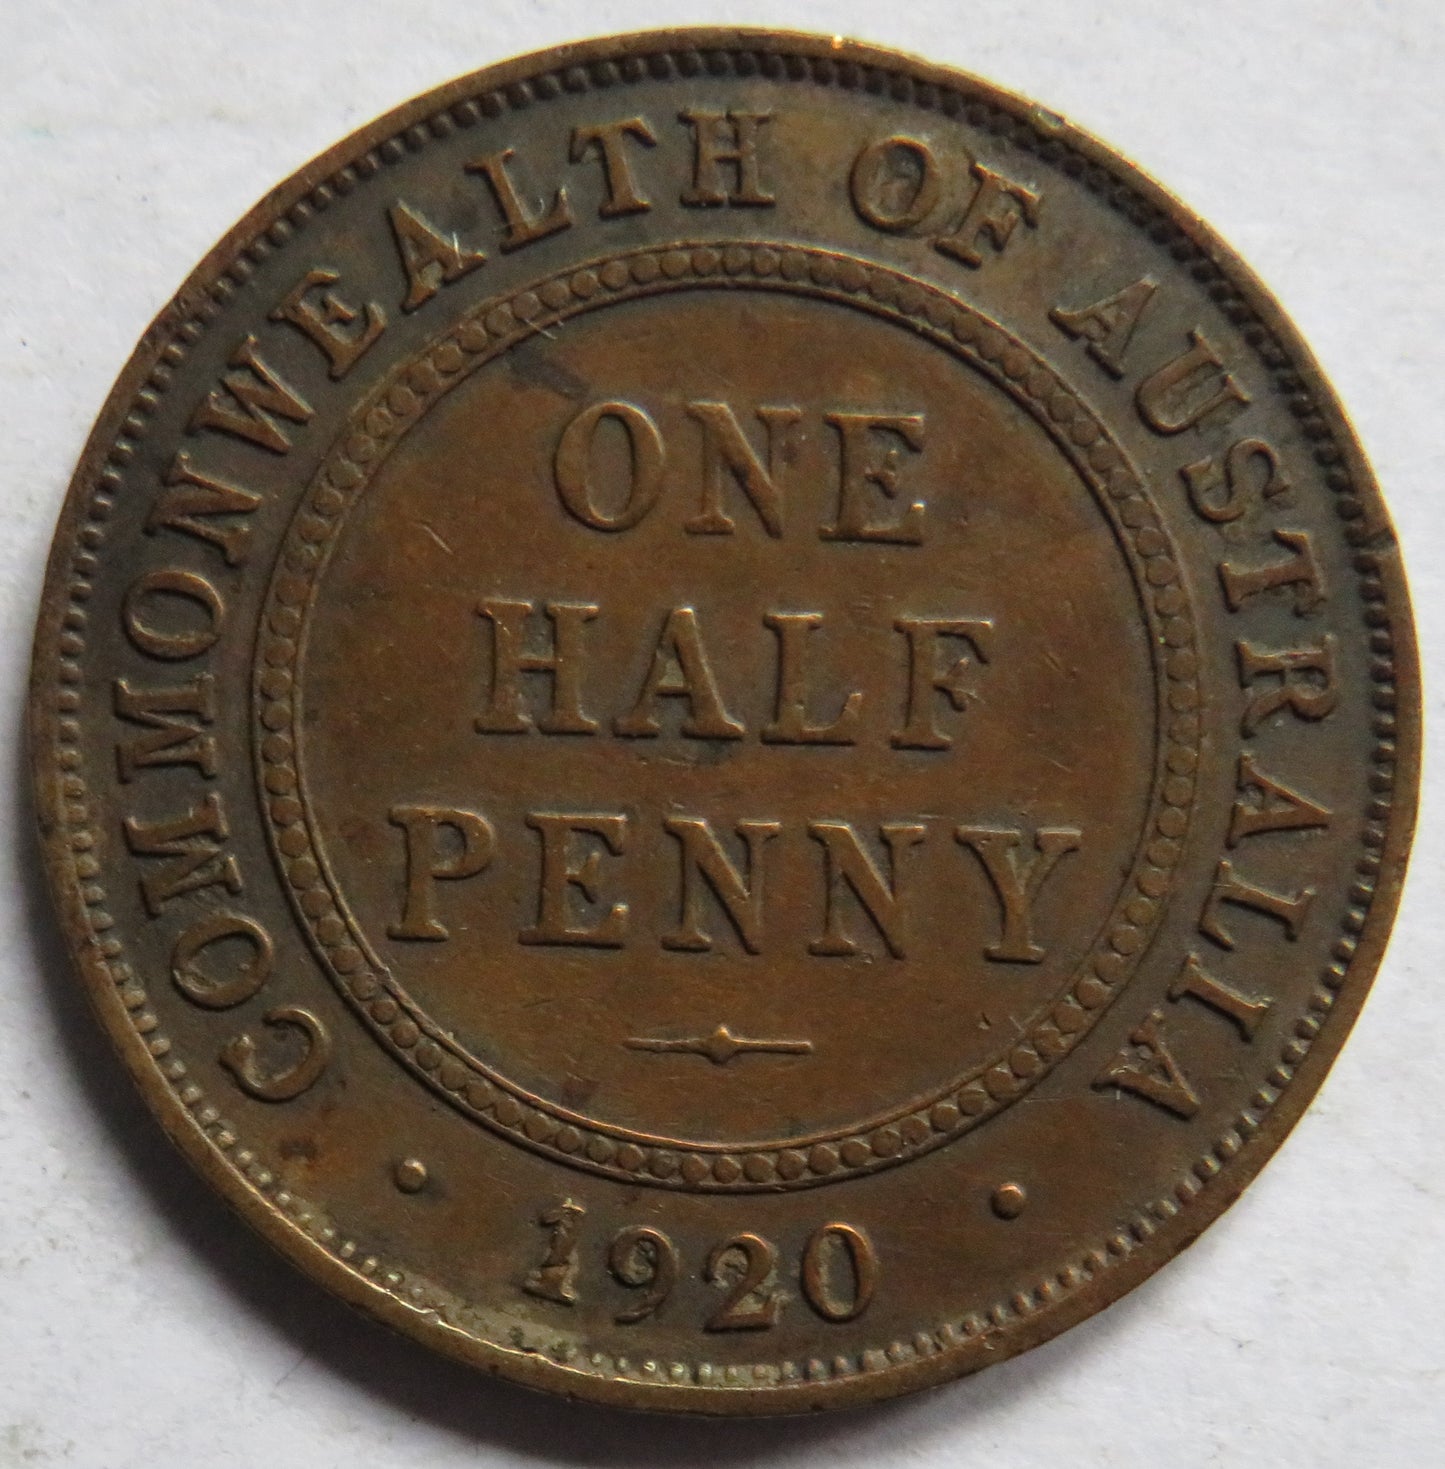 COMMONWEALTH OF AUSTRALIA
ONE
HALF
PENNY
· 1920 ·